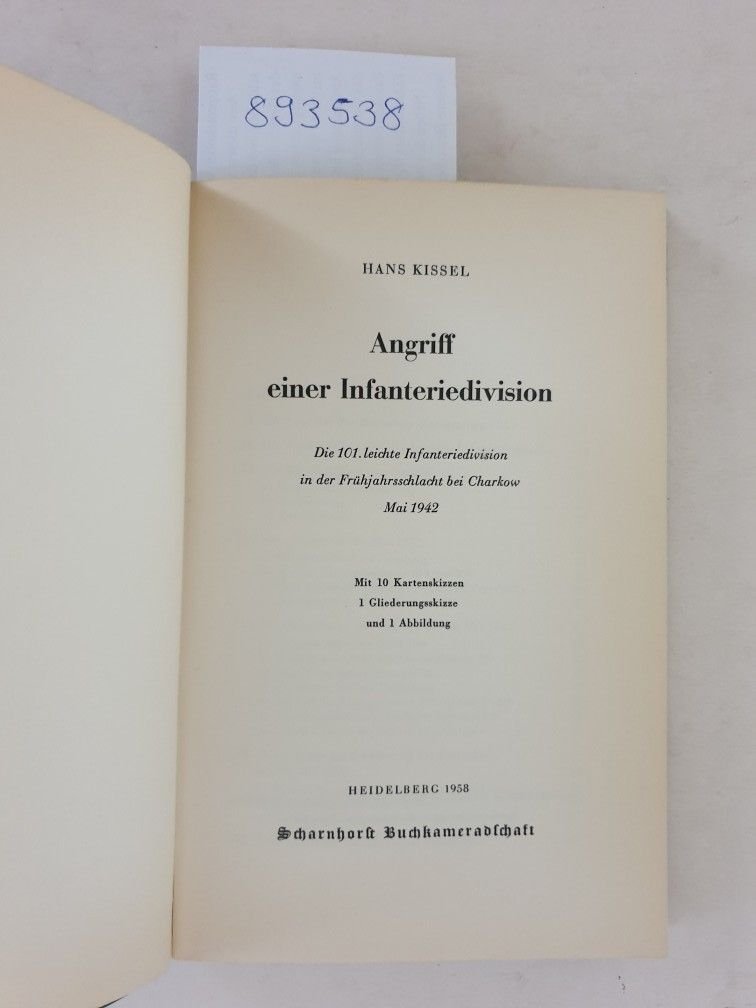 893538
HANS KISSEL
Angriff
einer Infanteriedivision
Die 101. leichte Infanteriedivision
in der Frühjahrsschlacht bei Charkow
Mai 1942
Mit 10 Kartenskizzen
1 Gliederungsskizze
und 1 Abbildung
HEIDELBERG 1958
Scharnhorſt Buchkameradſchaft